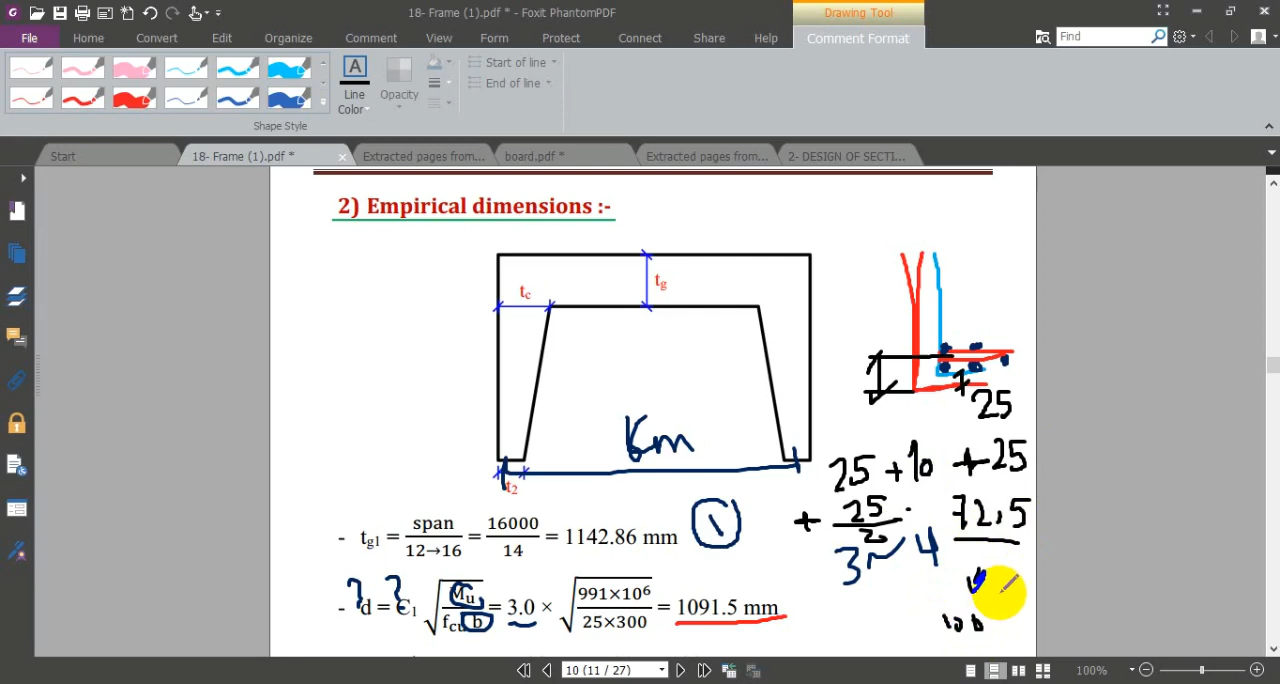 18- Frame (1).pdf * - Foxit PhantomPDF
Drawing Tool
File Home Convert Edit Organize Comment View Form Protect Connect Share Help Comment Format
Find
A
Line Color
Opacity
Start of line
End of line
Shape Style
Start
18- Frame (1).pdf *
Extracted pages from...
board.pdf *
Extracted pages from...
2- DESIGN OF SECTI...
2) Empirical dimensions :-
tg
tc
25
6m
25 + 10 + 25
+ 25/2
72.5
t2
3 ~ 4
- tg1 = span / 12→16 = 16000 / 14 = 1142.86 mm
1
- d = C1 √(Mu / fcu b) = 3.0 × √(991×10⁶ / 25×300) = 1091.5 mm
100
10 (11 / 27)
100%